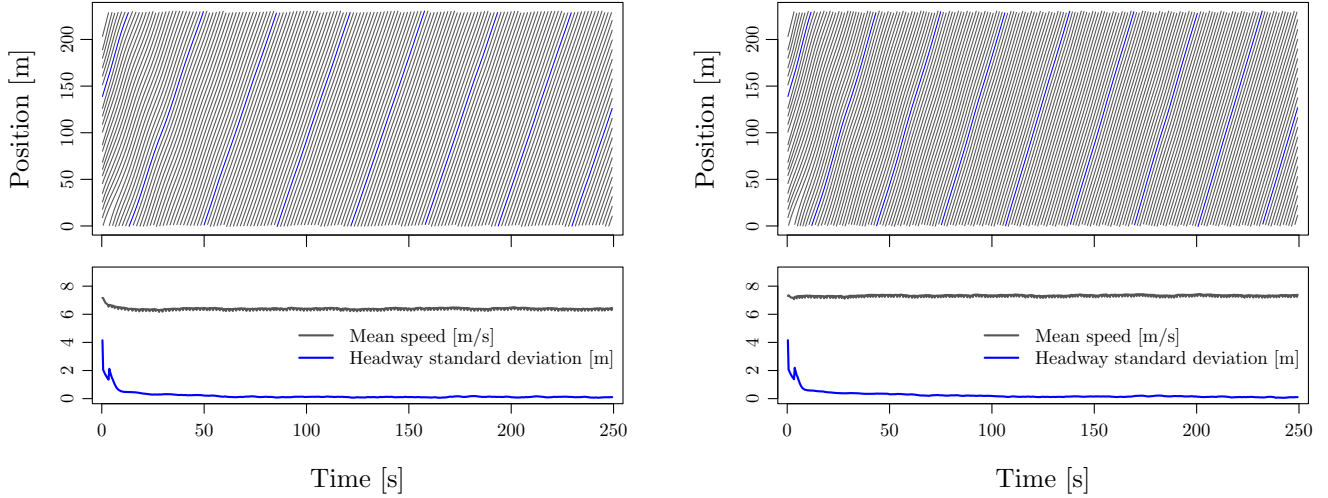 Position [m]
0 50 100 150 200
0 2 4 6 8
Mean speed [m/s]
Headway standard deviation [m]
0 50 100 150 200 250
Time [s]
Position [m]
0 50 100 150 200
0 2 4 6 8
Mean speed [m/s]
Headway standard deviation [m]
0 50 100 150 200 250
Time [s]